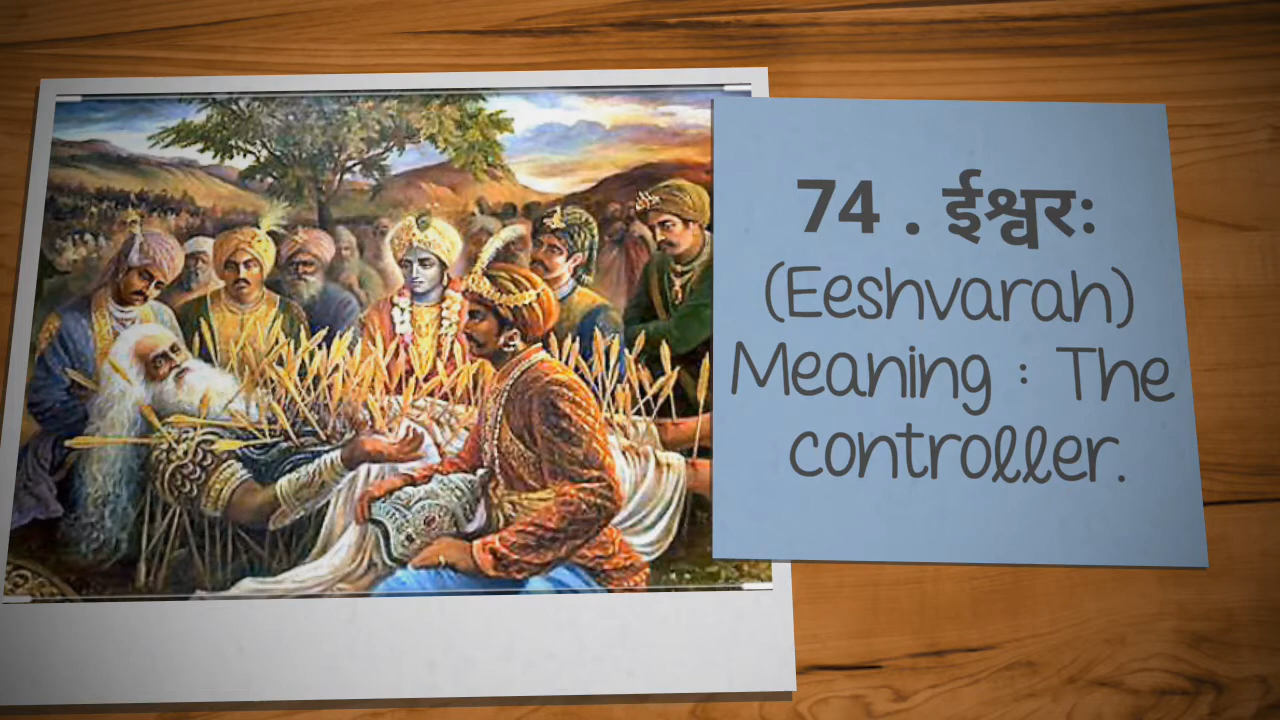 74 . ईश्वरः
(Eeshvarah)
Meaning : The
controller.